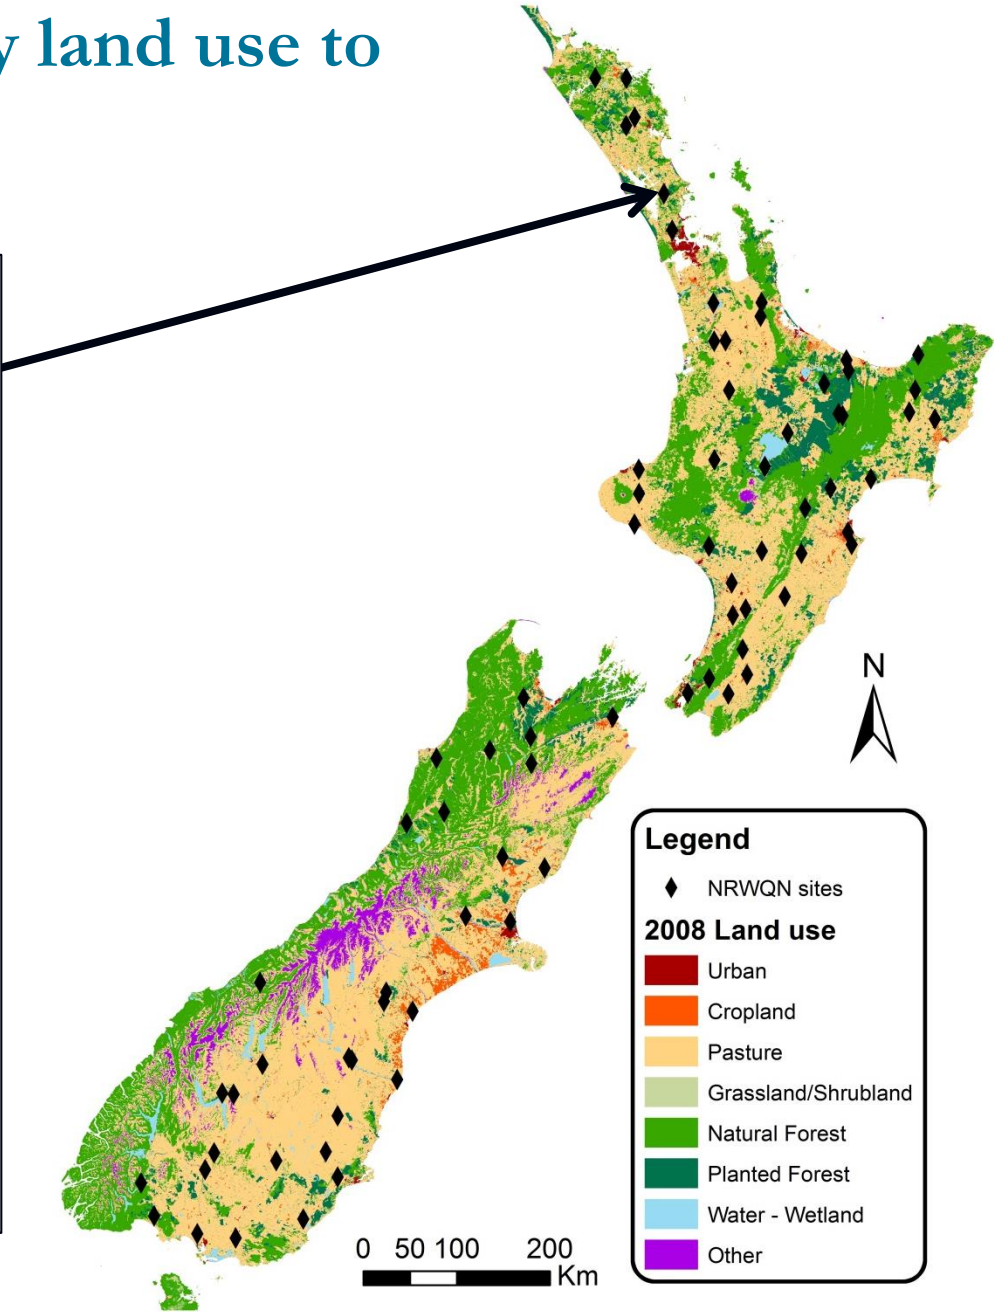 y land use to
N
Legend
NRWQN sites
2008 Land use
Urban
Cropland
Pasture
Grassland/Shrubland
Natural Forest
Planted Forest
Water - Wetland
Other
0 50 100 200
Km